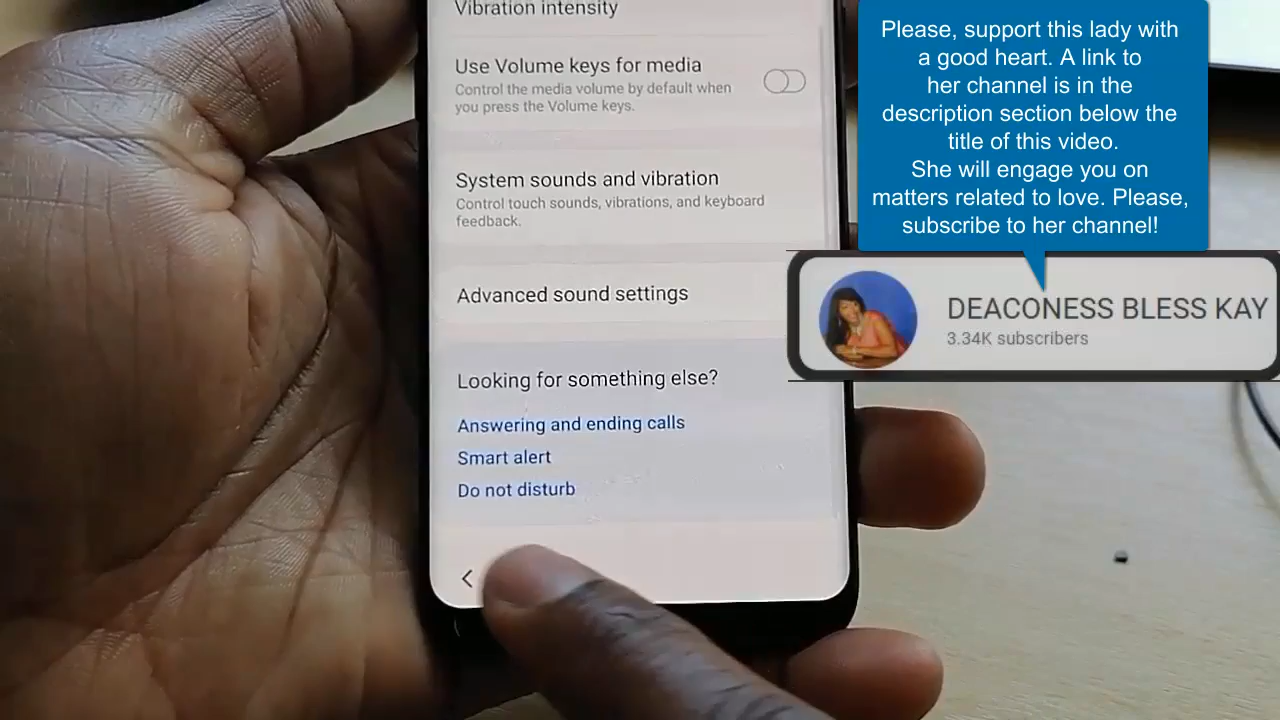 Vibration intensity
Use Volume keys for media
Control the media volume by default when
you press the Volume keys.
System sounds and vibration
Control touch sounds, vibrations, and keyboard
feedback.
Advanced sound settings
Looking for something else?
Answering and ending calls
Smart alert
Do not disturb
Please, support this lady with
a good heart. A link to
her channel is in the
description section below the
title of this video.
She will engage you on
matters related to love. Please,
subscribe to her channel!
DEACONESS BLESS KAY
3.34K subscribers